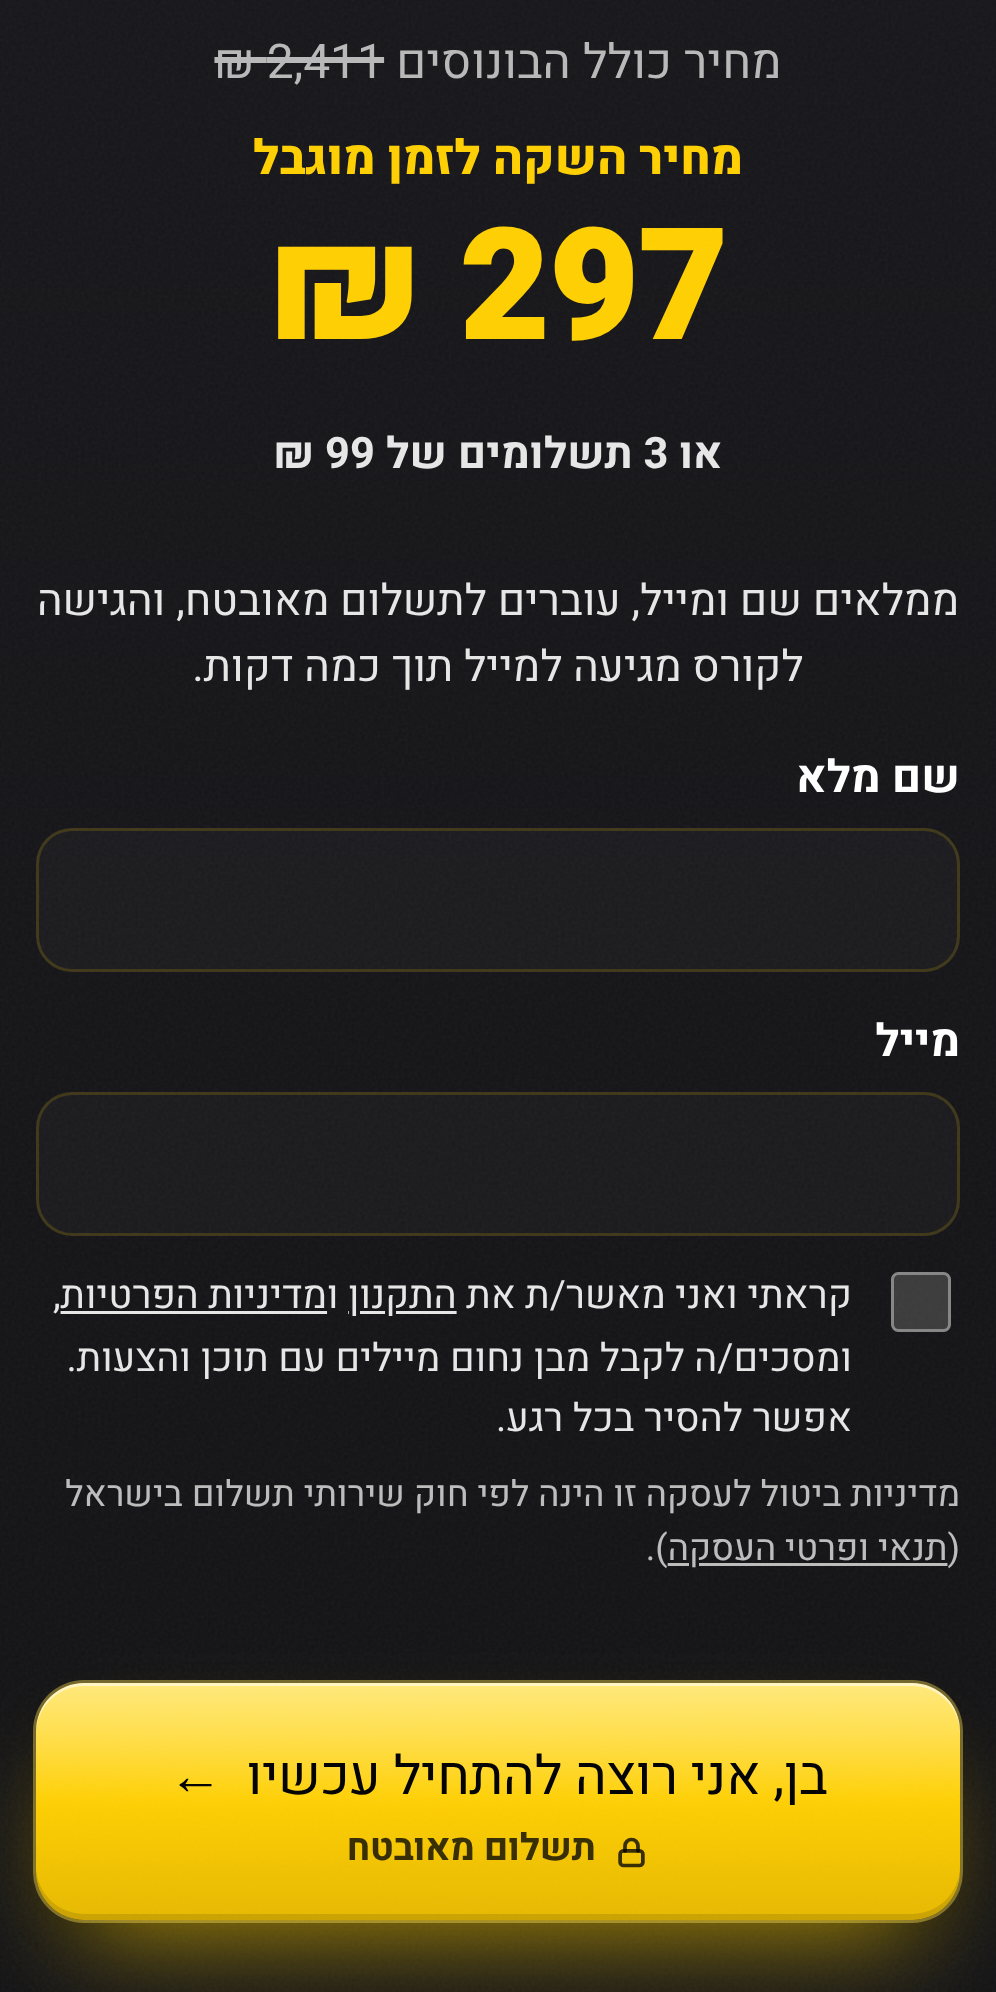 מחיר כולל הבונוסים 2,411 ₪
מחיר השקה לזמן מוגבל
297 ₪
או 3 תשלומים של 99 ₪
ממלאים שם ומייל, עוברים לתשלום מאובטח, והגישה
לקורס מגיעה למייל תוך כמה דקות.
שם מלא
מייל
קראתי ואני מאשר/ת את התקנון ומדיניות הפרטיות,
ומסכים/ה לקבל מבן נחום מיילים עם תוכן והצעות.
אפשר להסיר בכל רגע.
מדיניות ביטול לעסקה זו הינה לפי חוק שירותי תשלום בישראל
(תנאי ופרטי העסקה).
בן, אני רוצה להתחיל עכשיו ←
תשלום מאובטח